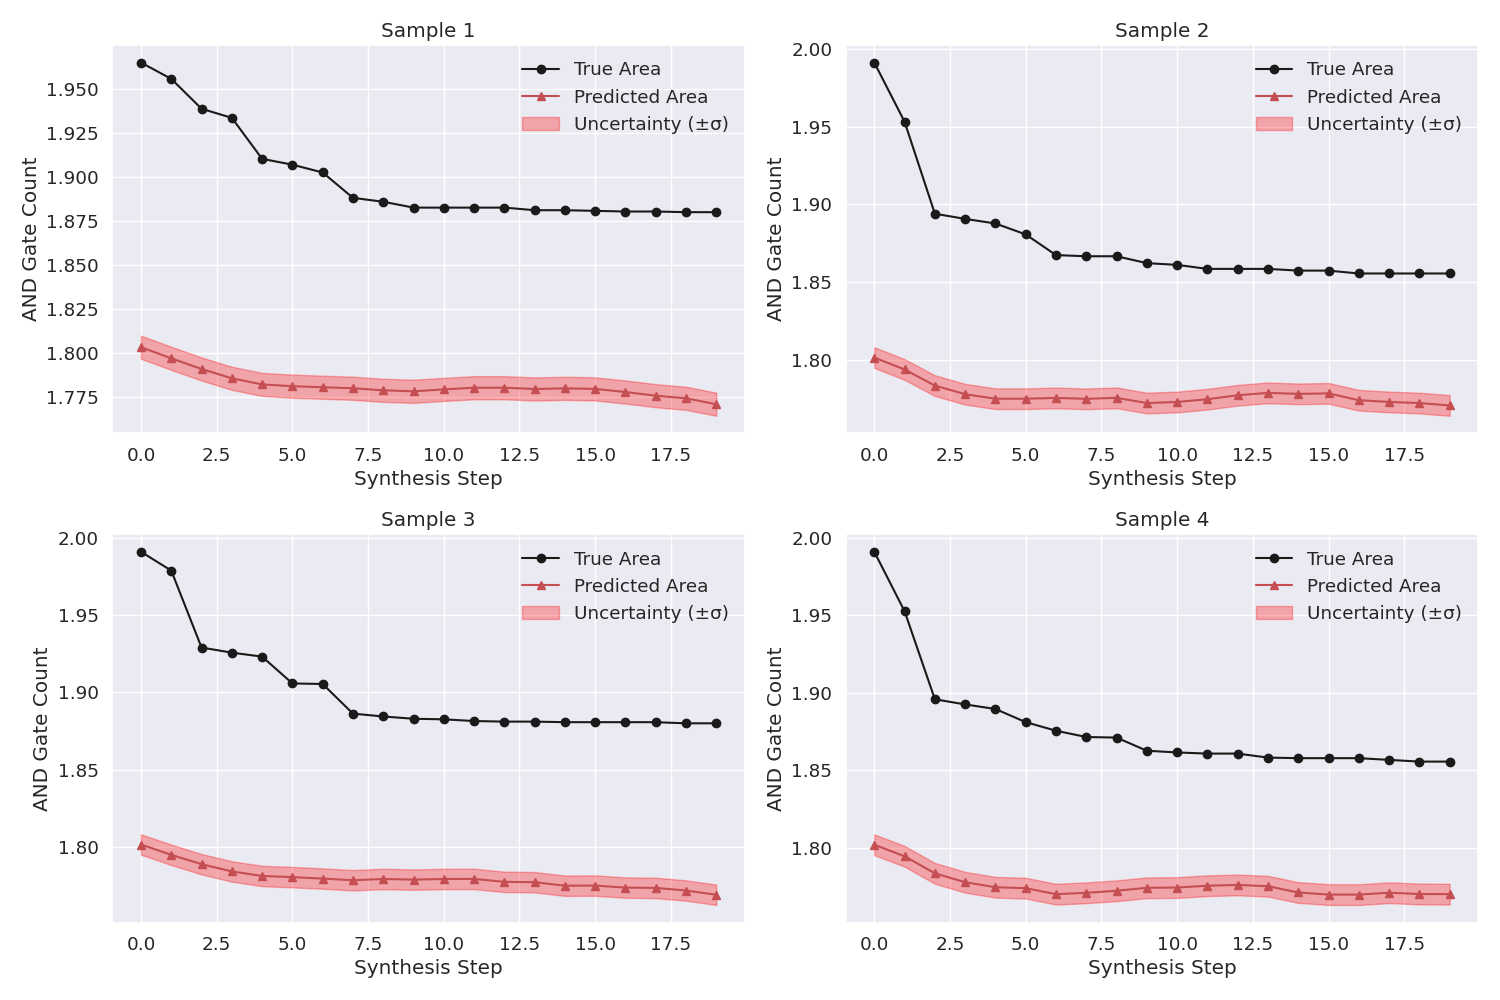 Sample 1
True Area
Predicted Area
Uncertainty (±σ)
AND Gate Count
1.950
1.925
1.900
1.875
1.850
1.825
1.800
1.775
0.0 2.5 5.0 7.5 10.0 12.5 15.0 17.5
Synthesis Step
Sample 2
True Area
Predicted Area
Uncertainty (±σ)
AND Gate Count
2.00
1.95
1.90
1.85
1.80
0.0 2.5 5.0 7.5 10.0 12.5 15.0 17.5
Synthesis Step
Sample 3
True Area
Predicted Area
Uncertainty (±σ)
AND Gate Count
2.00
1.95
1.90
1.85
1.80
0.0 2.5 5.0 7.5 10.0 12.5 15.0 17.5
Synthesis Step
Sample 4
True Area
Predicted Area
Uncertainty (±σ)
AND Gate Count
2.00
1.95
1.90
1.85
1.80
0.0 2.5 5.0 7.5 10.0 12.5 15.0 17.5
Synthesis Step